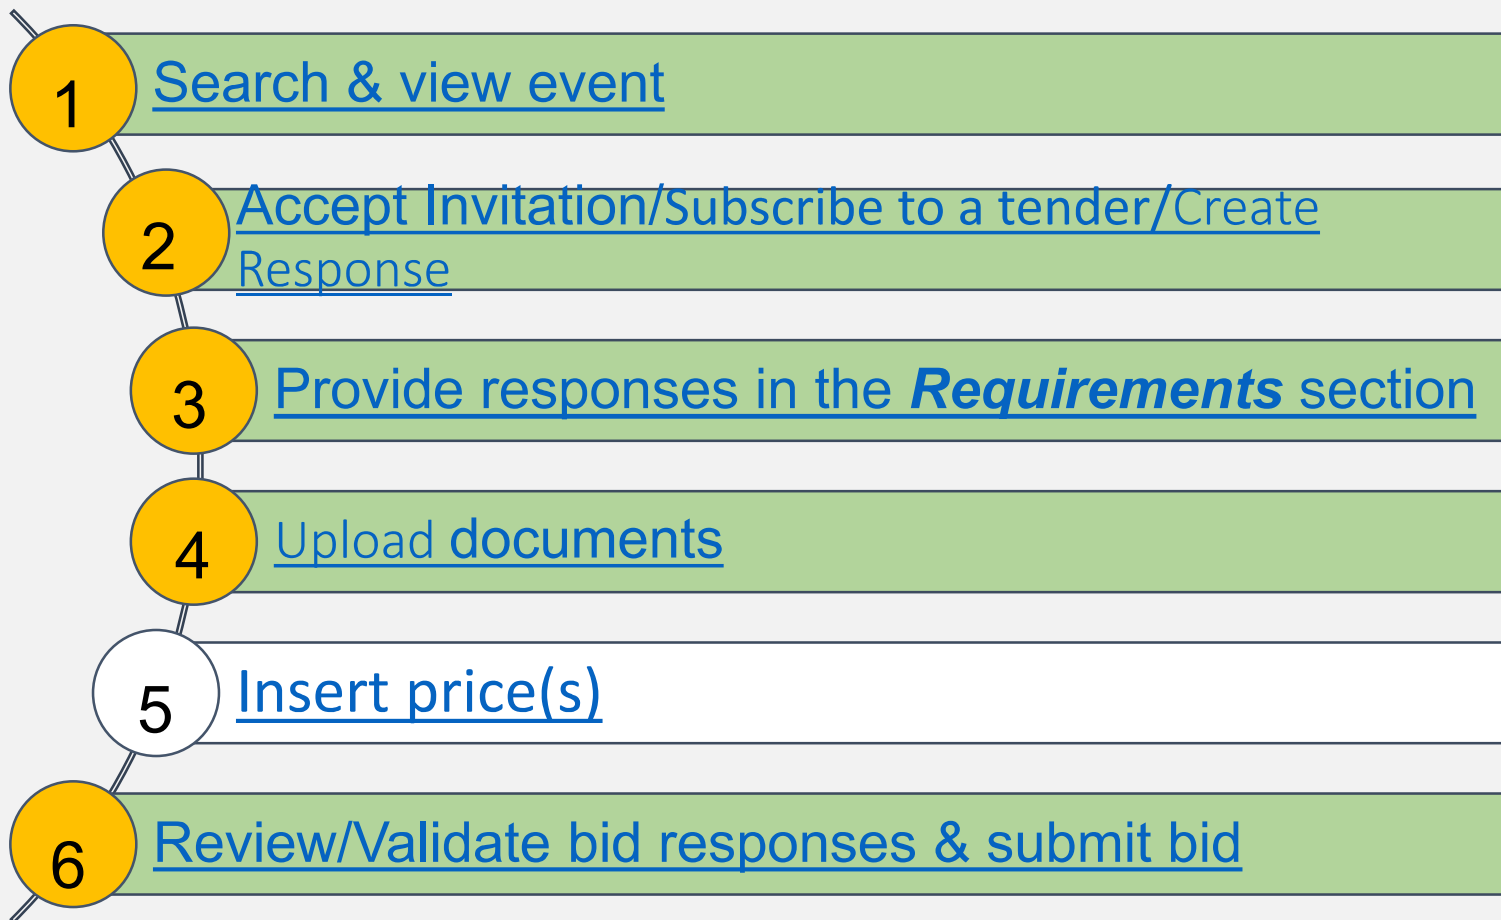 1
Search & view event
2
Accept Invitation/Subscribe to a tender/Create
Response
3
Provide responses in the Requirements section
4
Upload documents
5
Insert price(s)
6
Review/Validate bid responses & submit bid